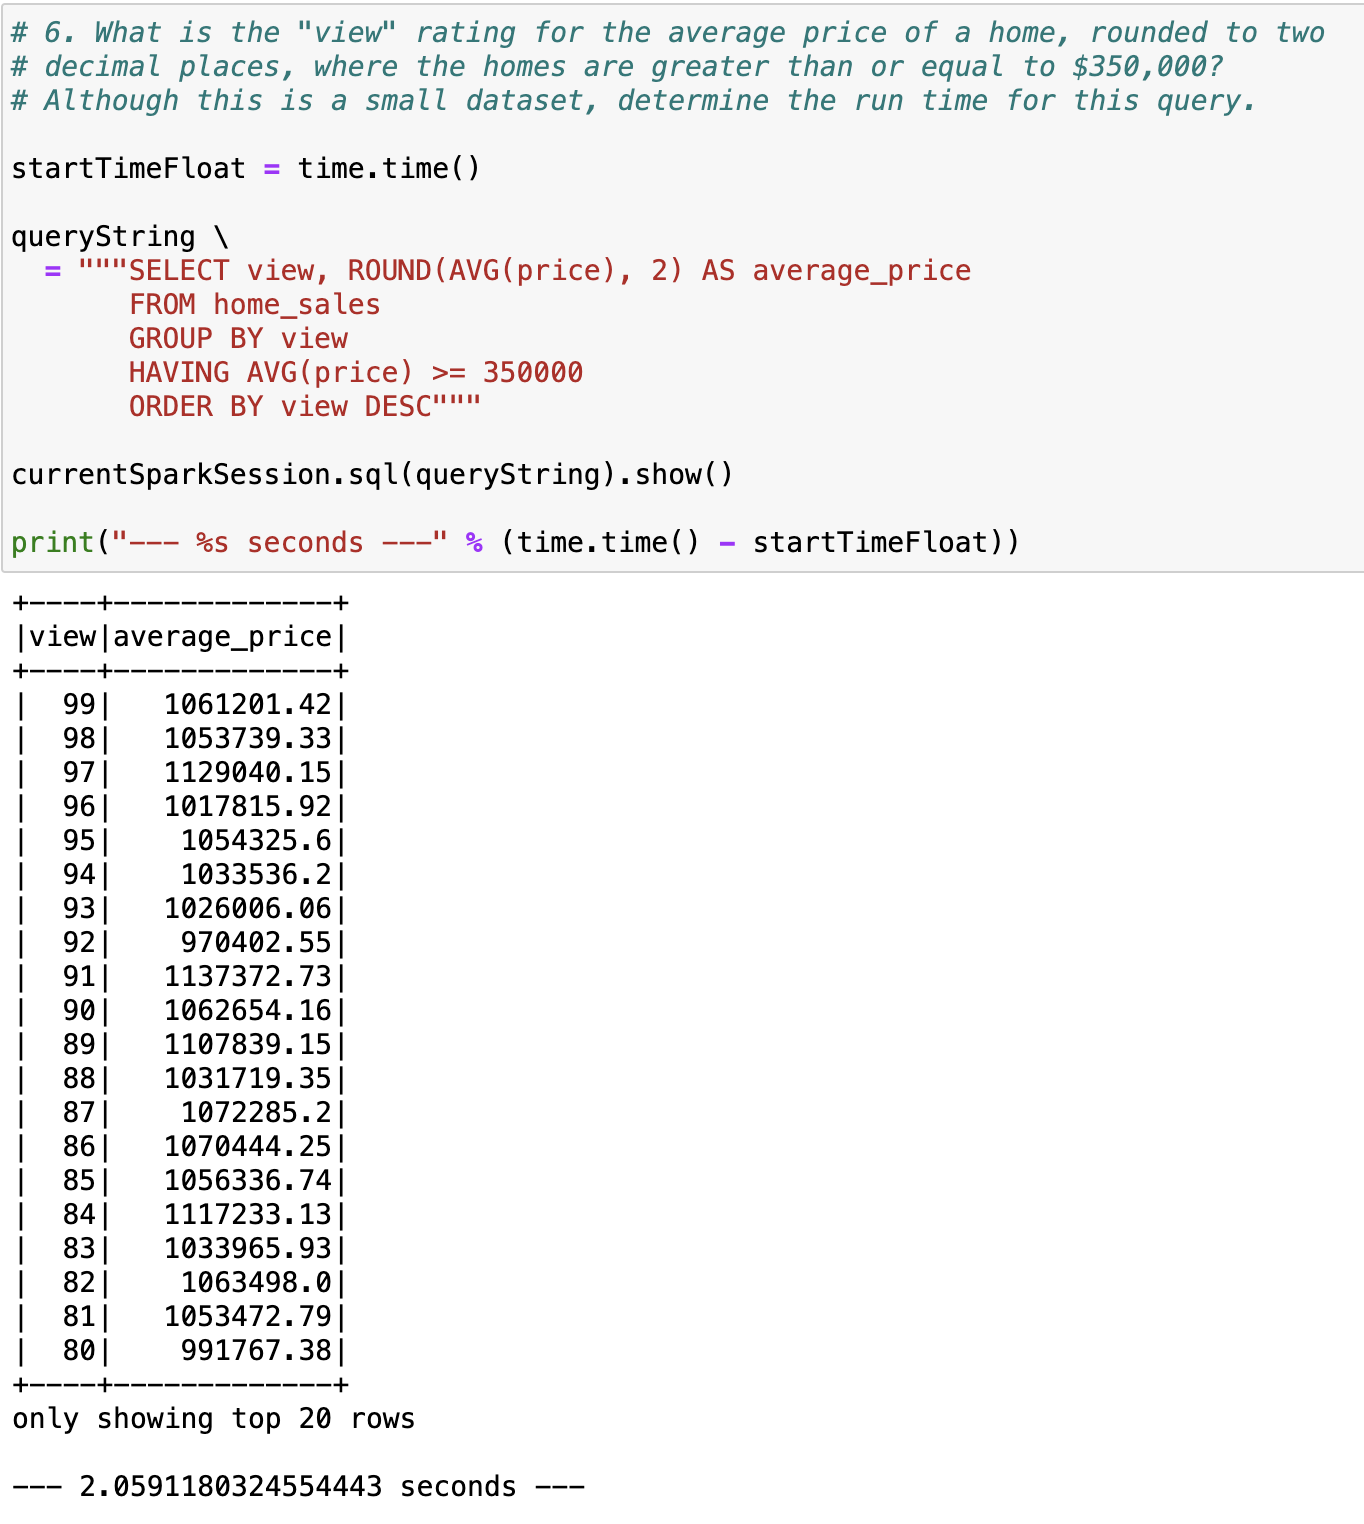 # 6. What is the "view" rating for the average price of a home, rounded to two
# decimal places, where the homes are greater than or equal to $350,000?
# Although this is a small dataset, determine the run time for this query.

startTimeFloat = time.time()

queryString \
  = """SELECT view, ROUND(AVG(price), 2) AS average_price
       FROM home_sales
       GROUP BY view
       HAVING AVG(price) >= 350000
       ORDER BY view DESC"""

currentSparkSession.sql(queryString).show()

print("--- %s seconds ---" % (time.time() - startTimeFloat))

+----+-------------+
|view|average_price|
+----+-------------+
|  99|   1061201.42|
|  98|   1053739.33|
|  97|   1129040.15|
|  96|   1017815.92|
|  95|    1054325.6|
|  94|    1033536.2|
|  93|   1026006.06|
|  92|    970402.55|
|  91|   1137372.73|
|  90|   1062654.16|
|  89|   1107839.15|
|  88|   1031719.35|
|  87|    1072285.2|
|  86|   1070444.25|
|  85|   1056336.74|
|  84|   1117233.13|
|  83|   1033965.93|
|  82|    1063498.0|
|  81|   1053472.79|
|  80|    991767.38|
+----+-------------+
only showing top 20 rows

--- 2.0591180324554443 seconds ---